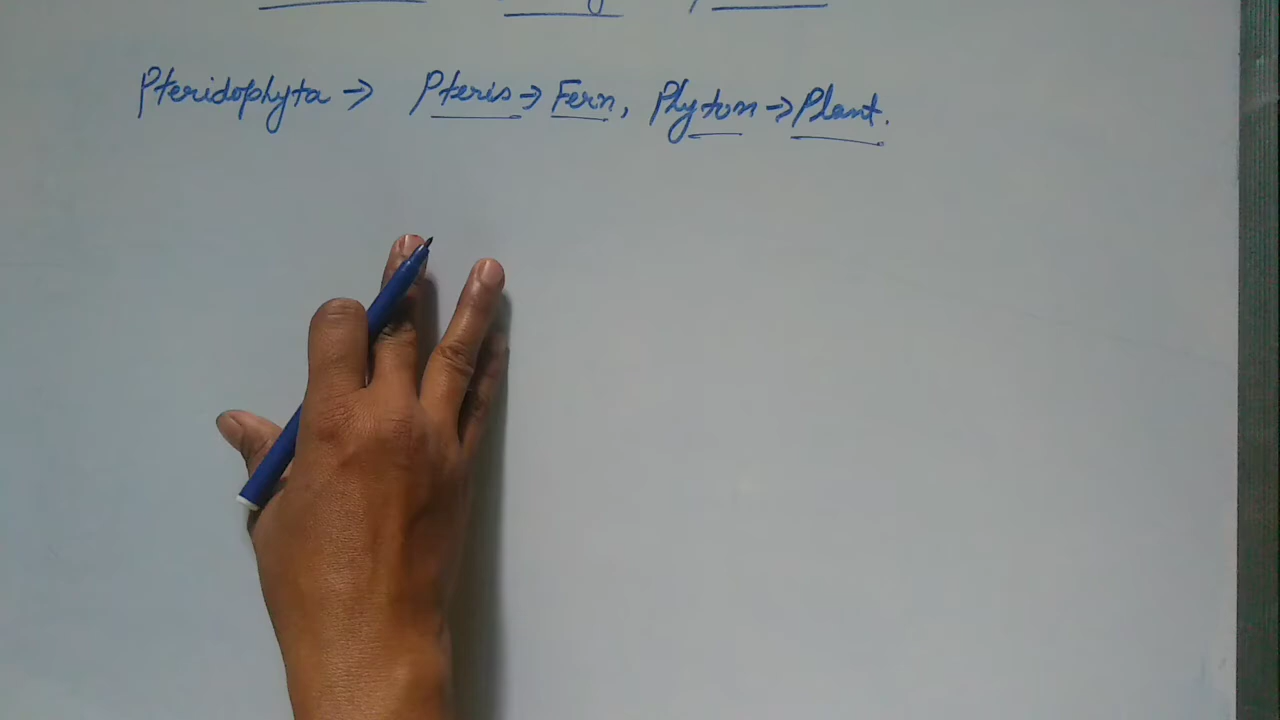 Pteridophyta → Pteris → Fern, Phyton → Plant.